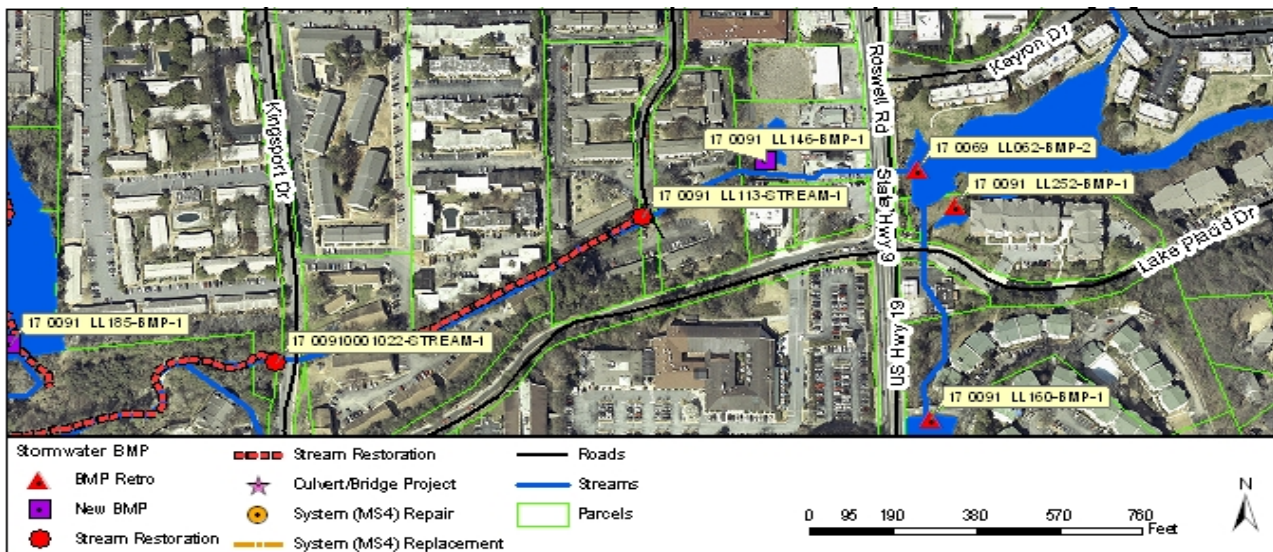 Kayron Dr
Roswell Rd
Kingsport Dr
17 0091 LL146-BMP-1
17 0069 LL062-BMP-2
State Hwy 9
17 0091 LL252-BMP-1
17 0091 LL113-STREAM-1
Lake Placid Dr
17 0091 LL185-BMP-1
17 00910001022-STREAM-1
US Hwy 19
17 0091 LL160-BMP-1
Stormwater BMP
BMP Retro
New BMP
Stream Restoration
Stream Restoration
Culvert/Bridge Project
System (MS4) Repair
System (MS4) Replacement
Roads
Streams
Parcels
0 95 190 380 570 760
Feet
N